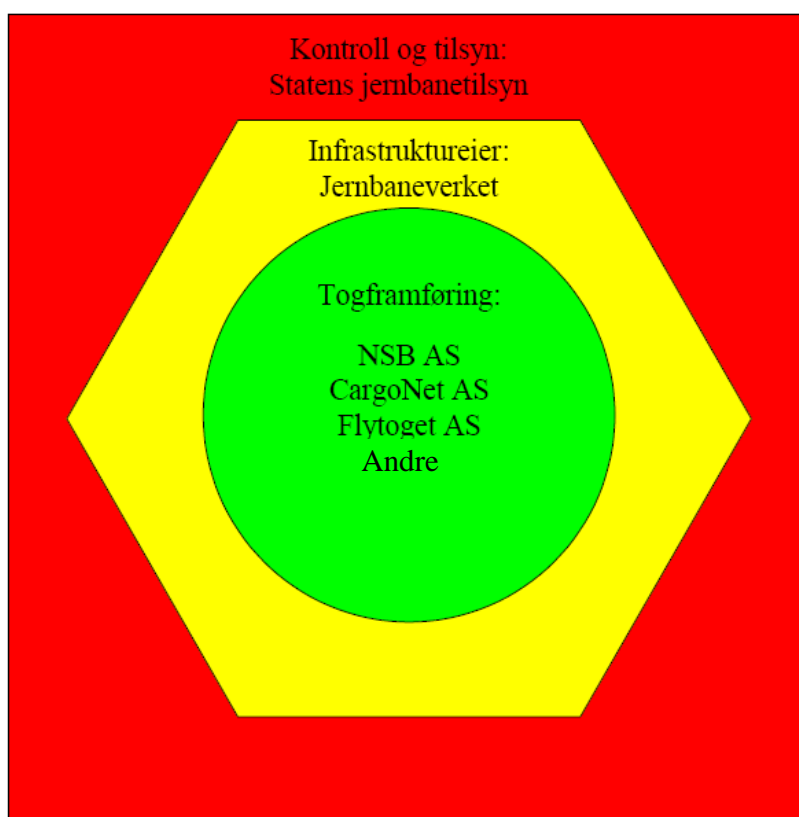 Kontroll og tilsyn:
Statens jernbanetilsyn
Infrastruktureier:
Jernbaneverket
Togframføring:
NSB AS
CargoNet AS
Flytoget AS
Andre